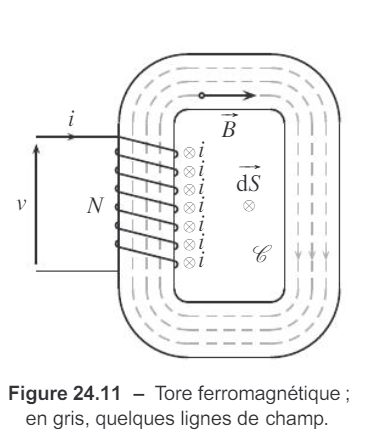 i
B
⊗i
⊗i
⊗i
⊗i
⊗i
⊗i
⊗i
dS
⊗
v
N
𝒞
Figure 24.11 – Tore ferromagnétique ;
en gris, quelques lignes de champ.